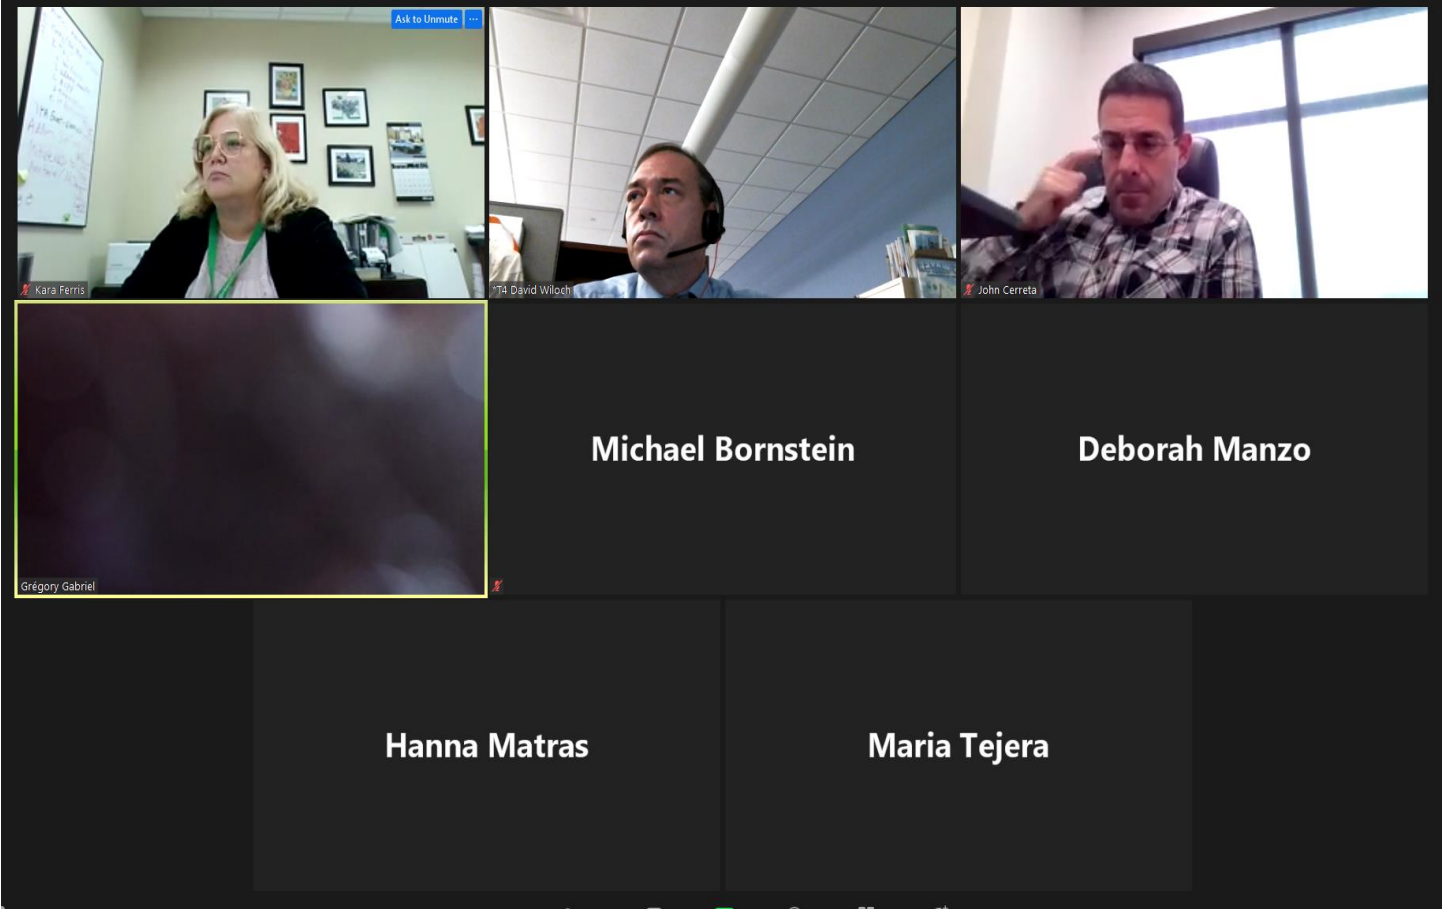 Ask to Unmute ...
Kara Ferris
*T4 David Wiloch
John Cerreta
Grégory Gabriel
Michael Bornstein
Deborah Manzo
Hanna Matras
Maria Tejera